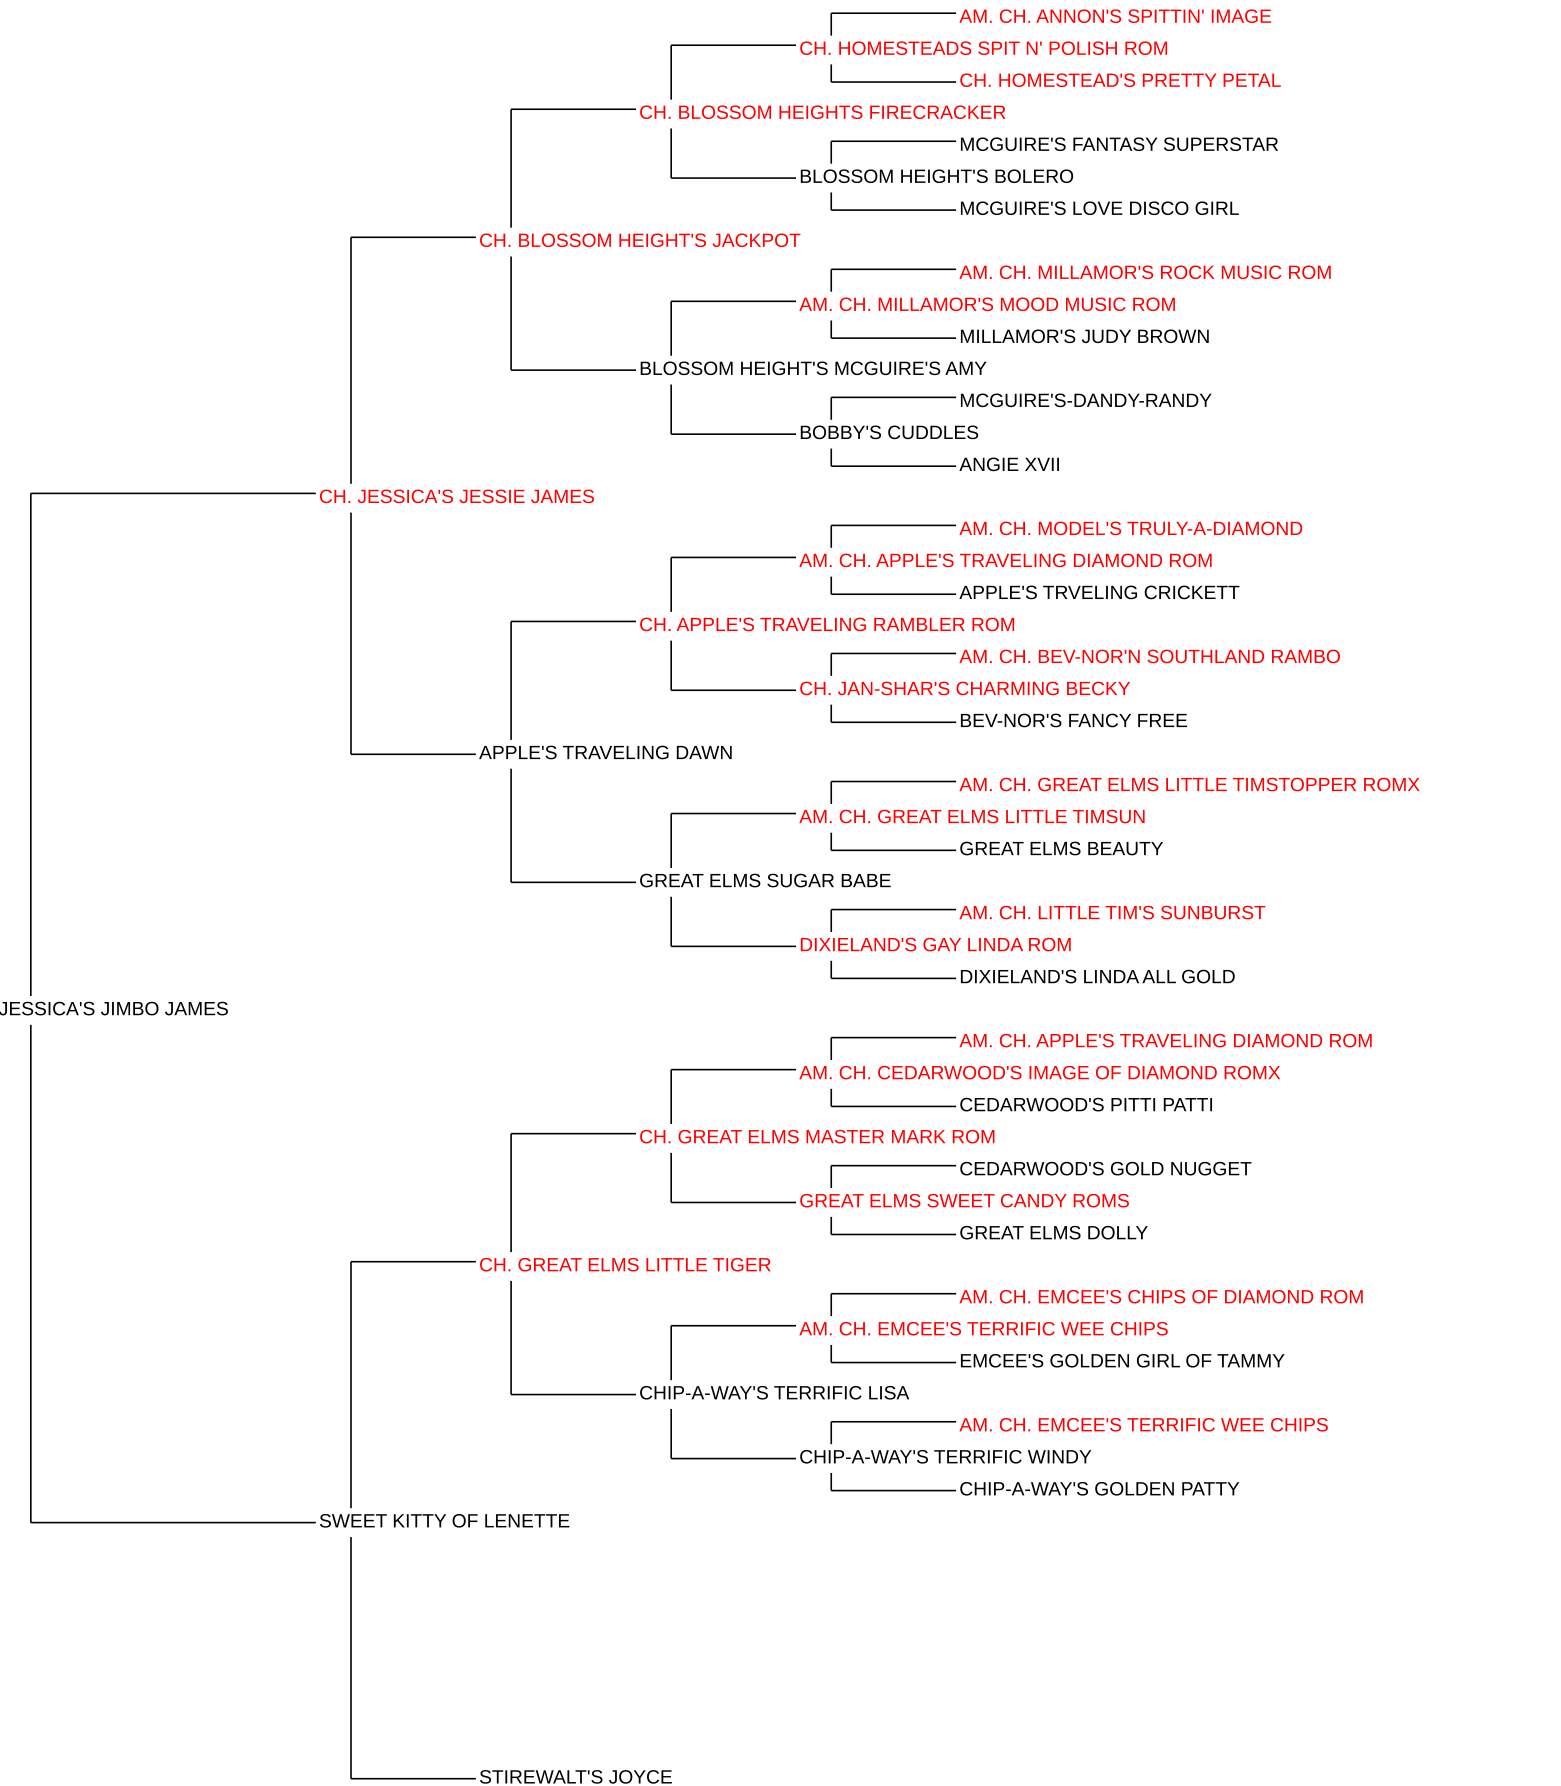 AM. CH. ANNON'S SPITTIN' IMAGE
CH. HOMESTEADS SPIT N' POLISH ROM
CH. HOMESTEAD'S PRETTY PETAL
CH. BLOSSOM HEIGHTS FIRECRACKER
MCGUIRE'S FANTASY SUPERSTAR
BLOSSOM HEIGHT'S BOLERO
MCGUIRE'S LOVE DISCO GIRL
CH. BLOSSOM HEIGHT'S JACKPOT
AM. CH. MILLAMOR'S ROCK MUSIC ROM
AM. CH. MILLAMOR'S MOOD MUSIC ROM
MILLAMOR'S JUDY BROWN
BLOSSOM HEIGHT'S MCGUIRE'S AMY
MCGUIRE'S-DANDY-RANDY
BOBBY'S CUDDLES
ANGIE XVII
CH. JESSICA'S JESSIE JAMES
AM. CH. MODEL'S TRULY-A-DIAMOND
AM. CH. APPLE'S TRAVELING DIAMOND ROM
APPLE'S TRVELING CRICKETT
CH. APPLE'S TRAVELING RAMBLER ROM
AM. CH. BEV-NOR'N SOUTHLAND RAMBO
CH. JAN-SHAR'S CHARMING BECKY
BEV-NOR'S FANCY FREE
APPLE'S TRAVELING DAWN
AM. CH. GREAT ELMS LITTLE TIMSTOPPER ROMX
AM. CH. GREAT ELMS LITTLE TIMSUN
GREAT ELMS BEAUTY
GREAT ELMS SUGAR BABE
AM. CH. LITTLE TIM'S SUNBURST
DIXIELAND'S GAY LINDA ROM
DIXIELAND'S LINDA ALL GOLD
JESSICA'S JIMBO JAMES
AM. CH. APPLE'S TRAVELING DIAMOND ROM
AM. CH. CEDARWOOD'S IMAGE OF DIAMOND ROMX
CEDARWOOD'S PITTI PATTI
CH. GREAT ELMS MASTER MARK ROM
CEDARWOOD'S GOLD NUGGET
GREAT ELMS SWEET CANDY ROMS
GREAT ELMS DOLLY
CH. GREAT ELMS LITTLE TIGER
AM. CH. EMCEE'S CHIPS OF DIAMOND ROM
AM. CH. EMCEE'S TERRIFIC WEE CHIPS
EMCEE'S GOLDEN GIRL OF TAMMY
CHIP-A-WAY'S TERRIFIC LISA
AM. CH. EMCEE'S TERRIFIC WEE CHIPS
CHIP-A-WAY'S TERRIFIC WINDY
CHIP-A-WAY'S GOLDEN PATTY
SWEET KITTY OF LENETTE
STIREWALT'S JOYCE